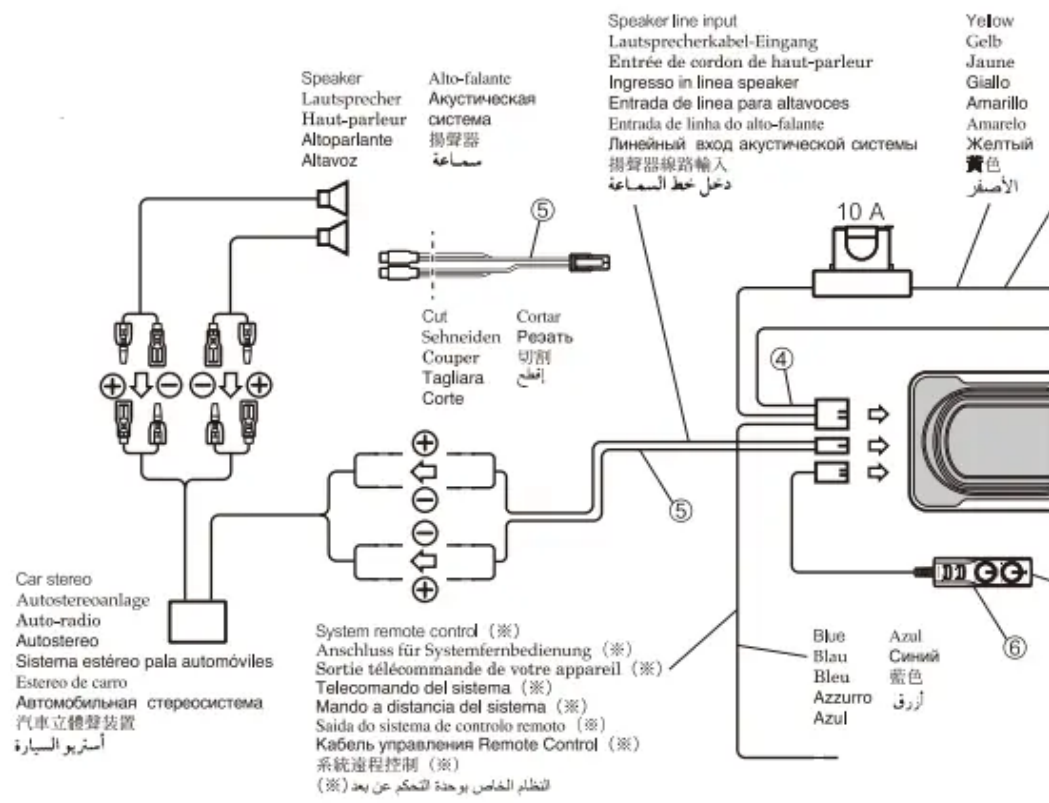 Speaker line input
Lautsprecherkabel-Eingang
Entrée de cordon de haut-parleur
Ingresso in linea speaker
Entrada de linea para altavoces
Entrada de linha do alto-falante
Линейный вход акустической системы
揚聲器線路輸入
دخل خط السماعة
Yellow
Gelb
Jaune
Giallo
Amarillo
Amarelo
Желтый
黃色
الأصفر
Speaker
Lautsprecher
Haut-parleur
Altoparlante
Altavoz
Alto-falante
Акустическая
система
揚聲器
سماعة
⑤
10 A
Cut
Sehneiden
Couper
Tagliara
Corte
Cortar
Резать
切割
إقطع
④
⊕
⊖
⊖
⊕
⊕
⊖
⊖
⊕
⑤
⑥
Car stereo
Autostereoanlage
Auto-radio
Autostereo
Sistema estéreo pala automóviles
Estereo de carro
Автомобильная стереосистема
汽車立體聲装置
أستريو السيارة
System remote control (※)
Anschluss für Systemfernbedienung (※)
Sortie télécommande de votre appareil (※)
Telecomando del sistema (※)
Mando a distancia del sistema (※)
Saida do sistema de controlo remoto (※)
Кабель управления Remote Control (※)
系統遠程控制 (※)
النظام الخاص بوحدة التحكم عن بعد (※)
Blue
Blau
Bleu
Azzurro
Azul
Azul
Синий
藍色
أزرق